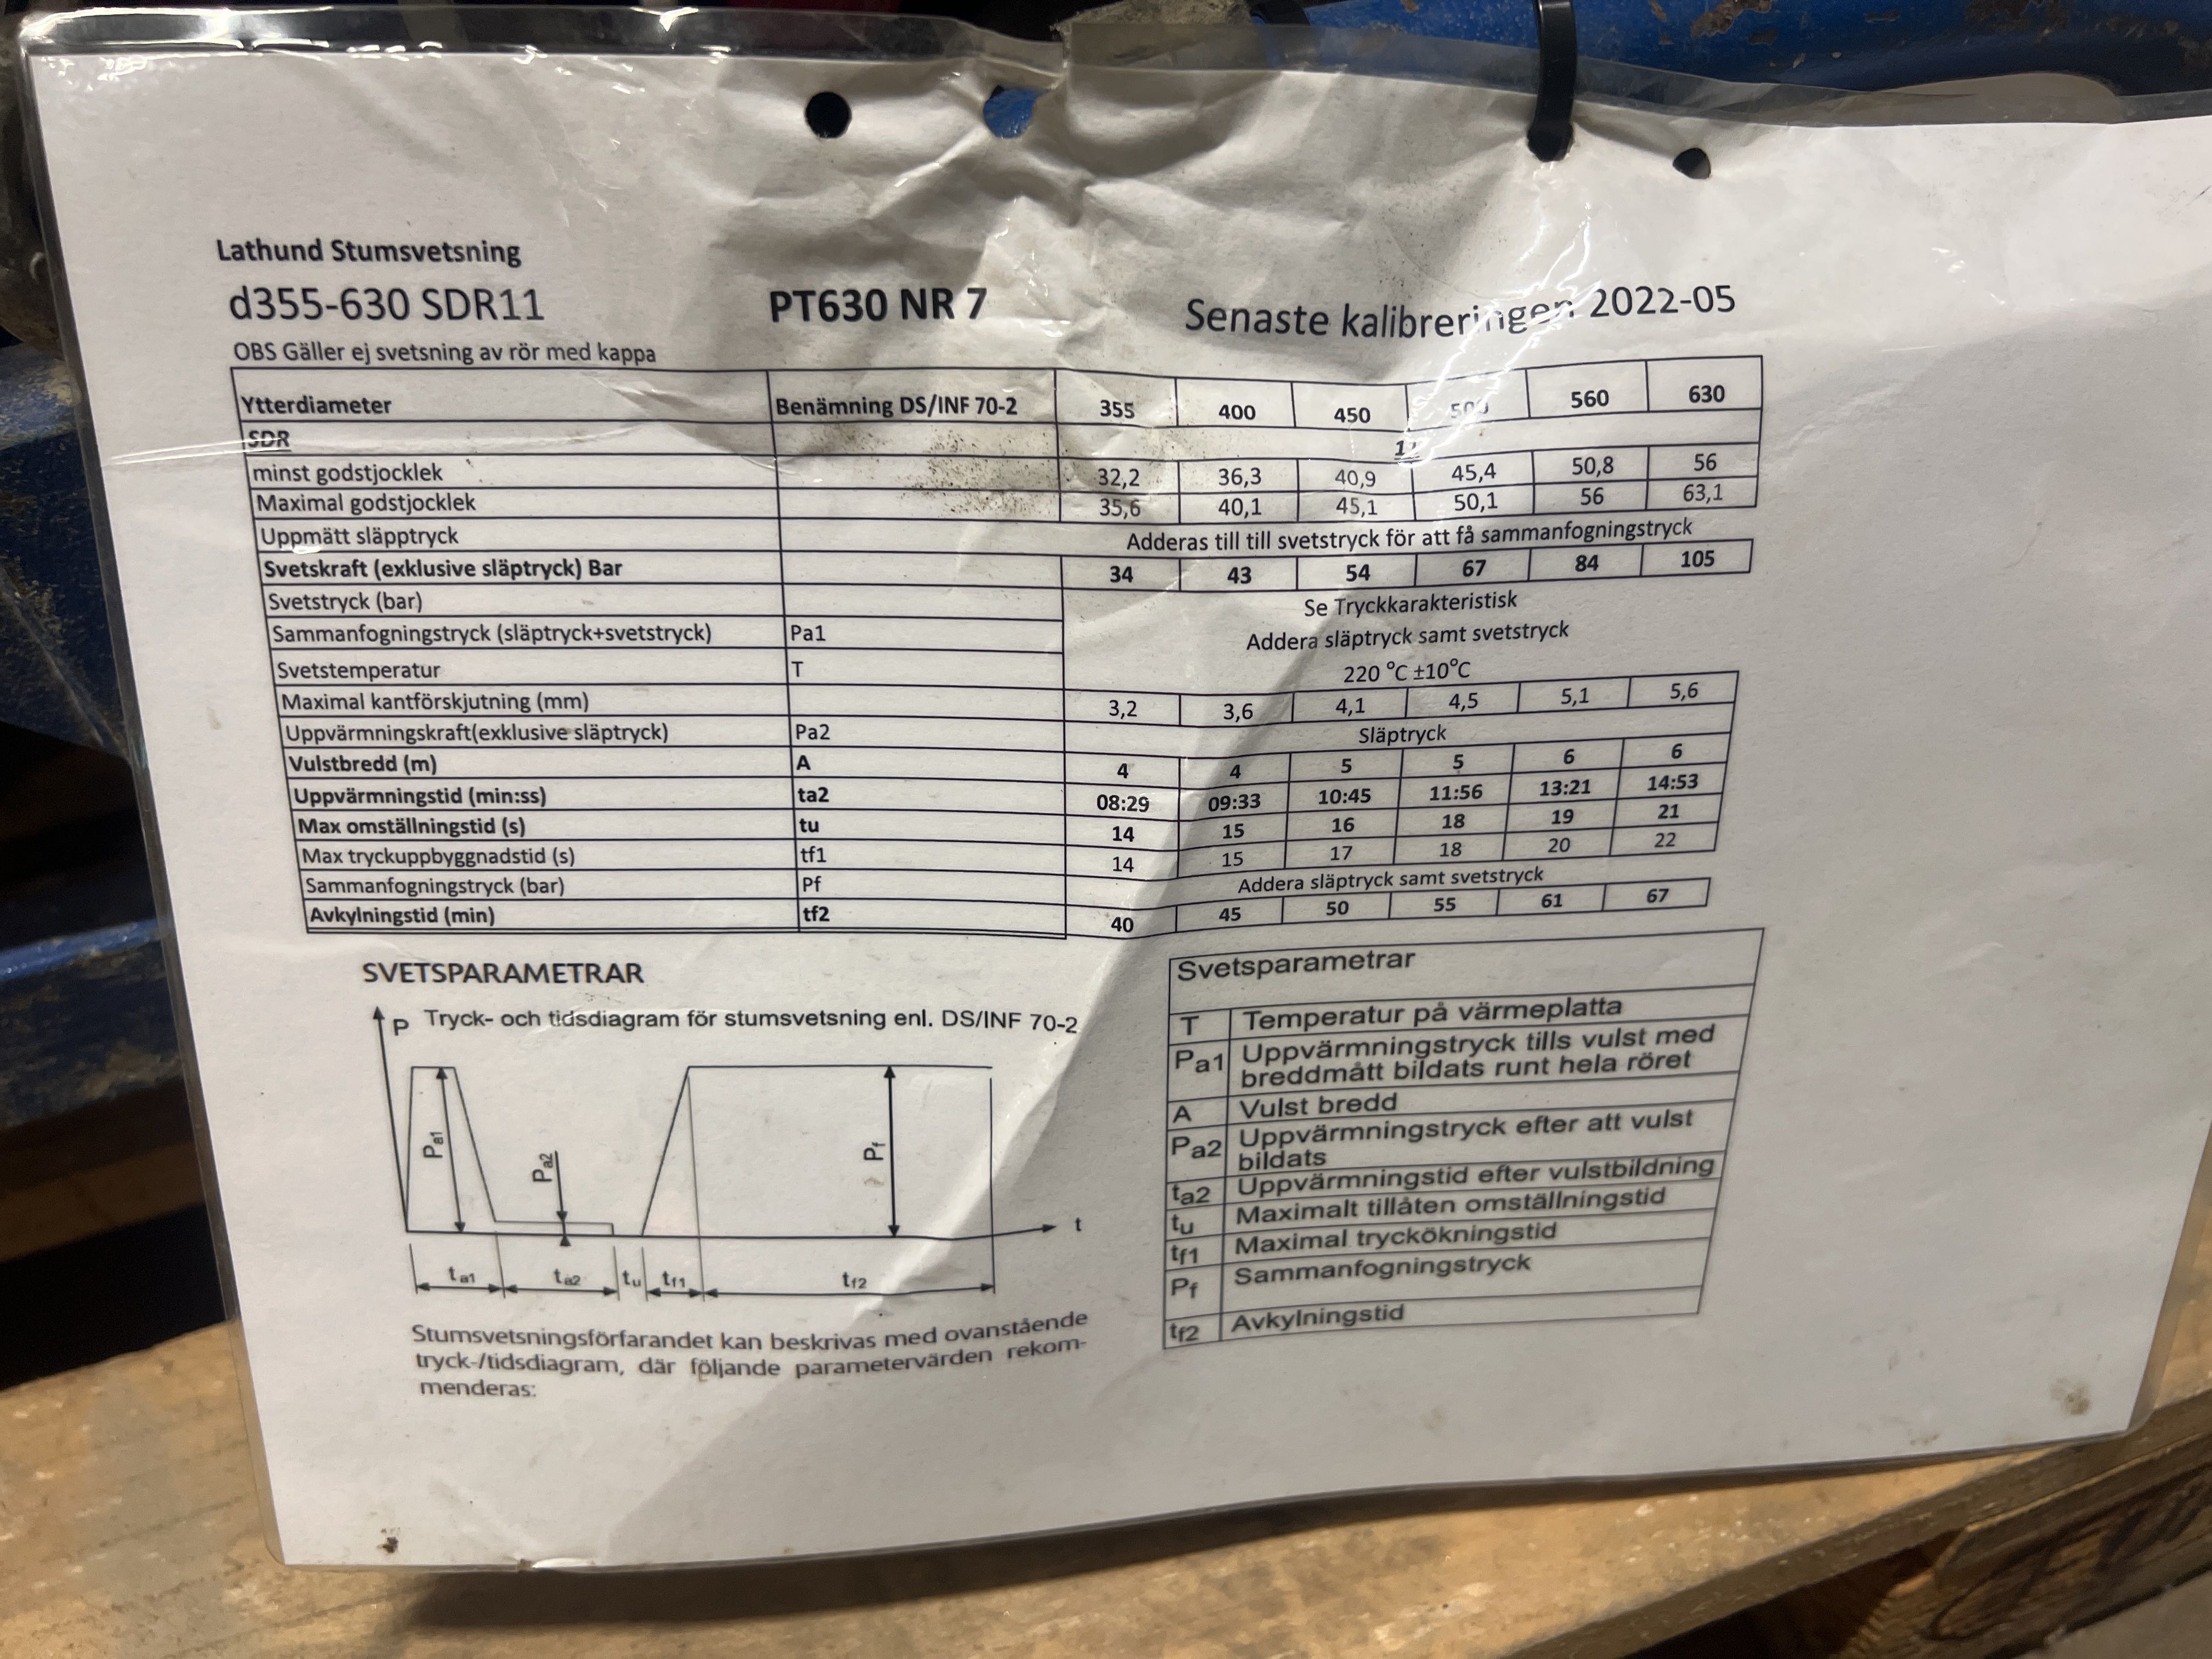 Lathund Stumsvetsning
d355-630 SDR11 PT630 NR 7 Senaste kalibreringen 2022-05
OBS Gäller ej svetsning av rör med kappa
Ytterdiameter Benämning DS/INF 70-2 355 400 450 500 560 630
SDR 11
minst godstjocklek 32,2 36,3 40,9 45,4 50,8 56
Maximal godstjocklek 35,6 40,1 45,1 50,1 56 63,1
Uppmätt släpptryck Adderas till till svetstryck för att få sammanfogningstryck
Svetskraft (exklusive släptryck) Bar 34 43 54 67 84 105
Svetstryck (bar) Se Tryckkarakteristisk
Sammanfogningstryck (släptryck+svetstryck) Pa1 Addera släptryck samt svetstryck
Svetstemperatur T 220 °C ±10°C
Maximal kantförskjutning (mm) 3,2 3,6 4,1 4,5 5,1 5,6
Uppvärmningskraft(exklusive släptryck) Pa2 Släptryck
Vulstbredd (m) A 4 4 5 5 6 6
Uppvärmningstid (min:ss) ta2 08:29 09:33 10:45 11:56 13:21 14:53
Max omställningstid (s) tu 14 15 16 18 19 21
Max tryckuppbyggnadstid (s) tf1 14 15 17 18 20 22
Sammanfogningstryck (bar) Pf Addera släptryck samt svetstryck
Avkylningstid (min) tf2 40 45 50 55 61 67
SVETSPARAMETRAR
P Tryck- och tidsdiagram för stumsvetsning enl. DS/INF 70-2
Pa1 Pa2 Pf
t
ta1 ta2 tu tf1 tf2
Stumsvetsningsförfarandet kan beskrivas med ovanstående
tryck-/tidsdiagram, där följande parametervärden rekom-
menderas:
Svetsparametrar
T Temperatur på värmeplatta
Pa1 Uppvärmningstryck tills vulst med
breddmått bildats runt hela röret
A Vulst bredd
Pa2 Uppvärmningstryck efter att vulst
bildats
ta2 Uppvärmningstid efter vulstbildning
tu Maximalt tillåten omställningstid
tf1 Maximal tryckökningstid
Pf Sammanfogningstryck
tf2 Avkylningstid